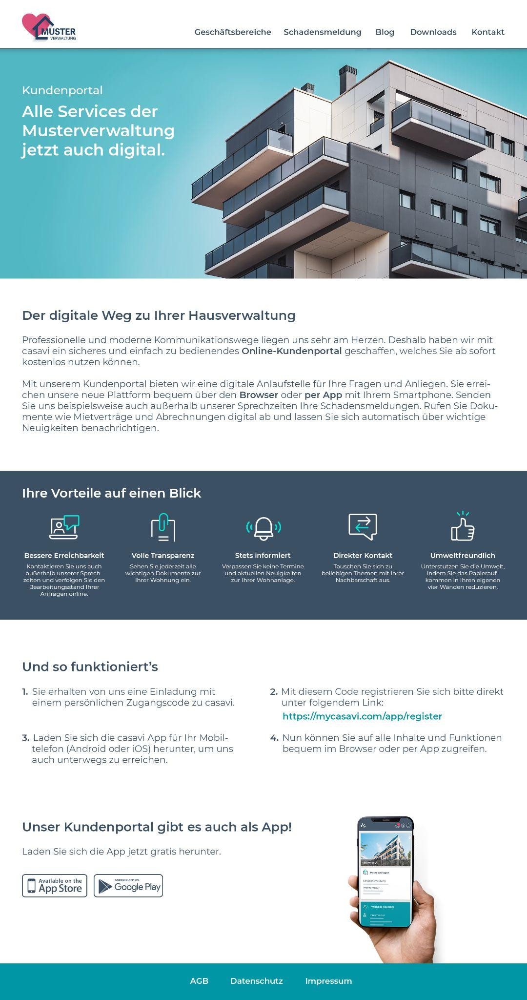 MUSTER
VERWALTUNG
Geschäftsbereiche Schadensmeldung Blog Downloads Kontakt
Kundenportal
Alle Services der
Musterverwaltung
jetzt auch digital.
Der digitale Weg zu Ihrer Hausverwaltung
Professionelle und moderne Kommunikationswege liegen uns sehr am Herzen. Deshalb haben wir mit
casavi ein sicheres und einfach zu bedienendes Online-Kundenportal geschaffen, welches Sie ab sofort
kostenlos nutzen können.
Mit unserem Kundenportal bieten wir eine digitale Anlaufstelle für Ihre Fragen und Anliegen. Sie errei-
chen unsere neue Plattform bequem über den Browser oder per App mit Ihrem Smartphone. Senden
Sie uns beispielsweise auch außerhalb unserer Sprechzeiten Ihre Schadensmeldungen. Rufen Sie Doku-
mente wie Mietverträge und Abrechnungen digital ab und lassen Sie sich automatisch über wichtige
Neuigkeiten benachrichtigen.
Ihre Vorteile auf einen Blick
Bessere Erreichbarkeit
Kontaktieren Sie uns auch
außerhalb unserer Sprech-
zeiten und verfolgen Sie den
Bearbeitungsstand Ihrer
Anfragen online.
Volle Transparenz
Sehen Sie jederzeit alle
wichtigen Dokumente zur
Ihrer Wohnung ein.
Stets informiert
Verpassen Sie keine Termine
und aktuellen Neuigkeiten
zur Ihrer Wohnanlage.
Direkter Kontakt
Tauschen Sie sich zu
beliebigen Themen mit Ihrer
Nachbarschaft aus.
Umweltfreundlich
Unterstützen Sie die Umwelt,
indem Sie das Papierauf-
kommen in Ihren eigenen
vier Wänden reduzieren.
Und so funktioniert’s
1. Sie erhalten von uns eine Einladung mit
einem persönlichen Zugangscode zu casavi.
2. Mit diesem Code registrieren Sie sich bitte direkt
unter folgendem Link:
https://mycasavi.com/app/register
3. Laden Sie sich die casavi App für Ihr Mobil-
telefon (Android oder iOS) herunter, um uns
auch unterwegs zu erreichen.
4. Nun können Sie auf alle Inhalte und Funktionen
bequem im Browser oder per App zugreifen.
Unser Kundenportal gibt es auch als App!
Laden Sie sich die App jetzt gratis herunter.
Available on the
App Store
ANDROID APP ON
Google Play
Rosenweg 24
Meine Anfragen
Schadensmeldung
Wohnungstür
Wichtige Kontakte
Hausmeister
AGB Datenschutz Impressum